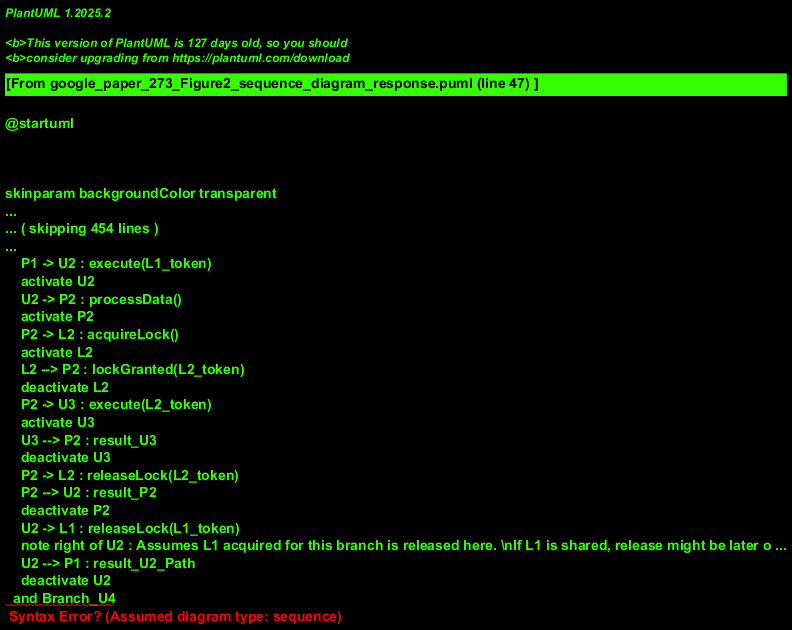 PlantUML 1.2025.2
<b>This version of PlantUML is 127 days old, so you should
<b>consider upgrading from https://plantuml.com/download
[From google_paper_273_Figure2_sequence_diagram_response.puml (line 47) ]
@startuml
skinparam backgroundColor transparent
...
... ( skipping 454 lines )
...
P1 -> U2 : execute(L1_token)
activate U2
U2 -> P2 : processData()
activate P2
P2 -> L2 : acquireLock()
activate L2
L2 --> P2 : lockGranted(L2_token)
deactivate L2
P2 -> U3 : execute(L2_token)
activate U3
U3 --> P2 : result_U3
deactivate U3
P2 -> L2 : releaseLock(L2_token)
P2 --> U2 : result_P2
deactivate P2
U2 -> L1 : releaseLock(L1_token)
note right of U2 : Assumes L1 acquired for this branch is released here. \nIf L1 is shared, release might be later o ...
U2 --> P1 : result_U2_Path
deactivate U2
and Branch_U4
Syntax Error? (Assumed diagram type: sequence)